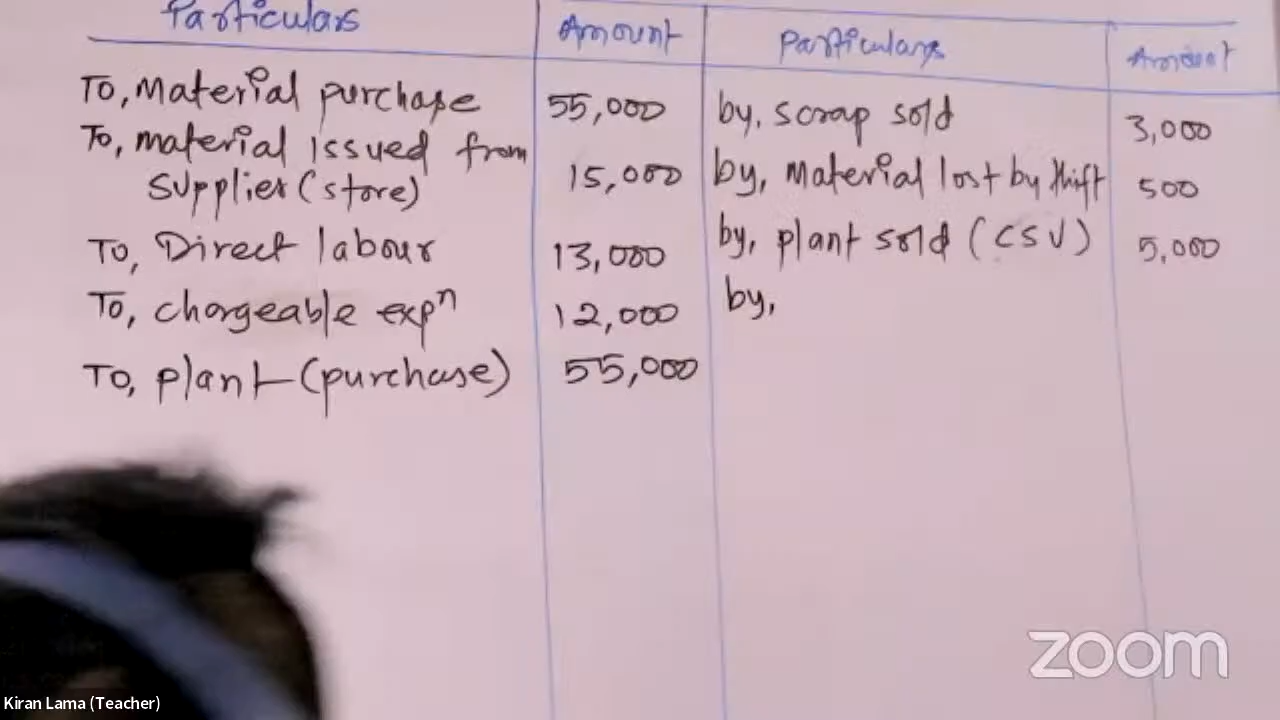 Particulars Amount Particulars Amount
To, Material purchase 55,000 by, scrap sold 3,000
To, material issued from
Supplier (store) 15,000 by, Material lost by thift 500
To, Direct labour 13,000 by, plant sold (CSV) 5,000
To, chargeable expⁿ 12,000 by,
To, plant (purchase) 55,000
zoom
Kiran Lama (Teacher)